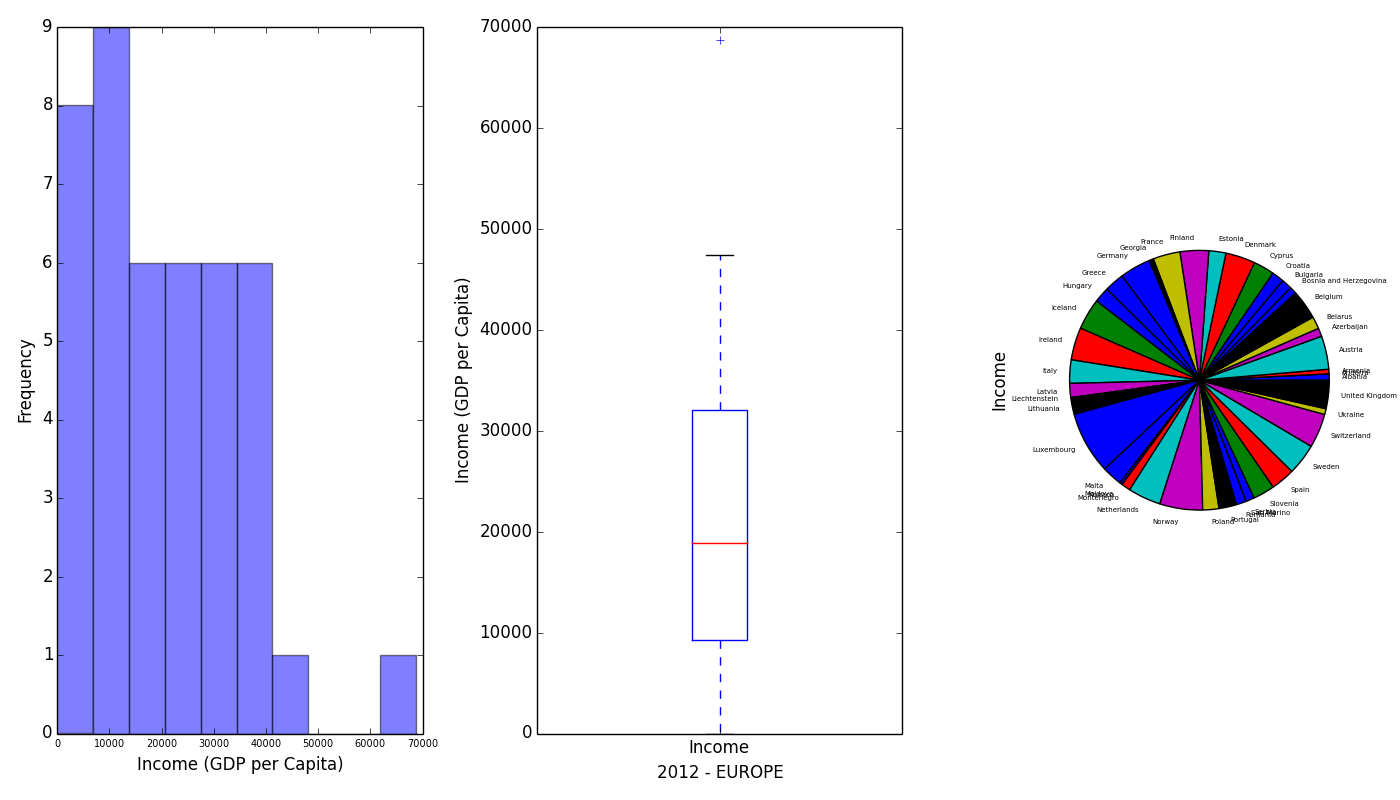 9
8
7
6
5
4
3
2
1
0
Frequency
0 10000 20000 30000 40000 50000 60000 70000
Income (GDP per Capita)
70000
60000
50000
40000
30000
20000
10000
0
Income (GDP per Capita)
Income
2012 - EUROPE
Income
Finland
Estonia
France
Denmark
Georgia
Cyprus
Germany
Croatia
Greece
Bulgaria
Bosnia and Herzegovina
Hungary
Belgium
Iceland
Belarus
Azerbaijan
Ireland
Austria
Italy
Armenia
Albania
Latvia
United Kingdom
Liechtenstein
Lithuania
Ukraine
Switzerland
Luxembourg
Sweden
Malta
Spain
Moldova
Montenegro
Slovenia
Netherlands
Serbia
Romania
Portugal
Poland
Norway